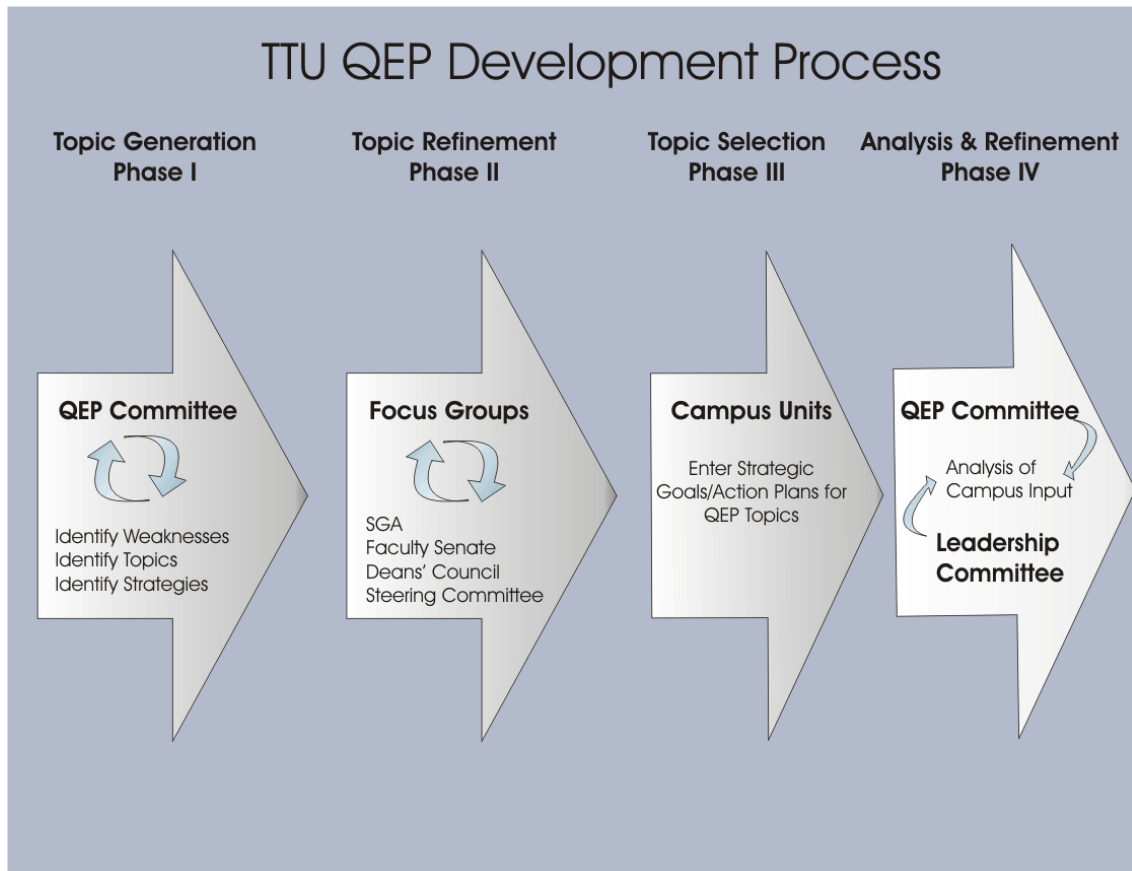 TTU QEP Development Process
Topic Generation
Phase I
Topic Refinement
Phase II
Topic Selection
Phase III
Analysis & Refinement
Phase IV
QEP Committee
Identify Weaknesses
Identify Topics
Identify Strategies
Focus Groups
SGA
Faculty Senate
Deans' Council
Steering Committee
Campus Units
Enter Strategic
Goals/Action Plans for
QEP Topics
QEP Committee
Analysis of
Campus Input
Leadership
Committee